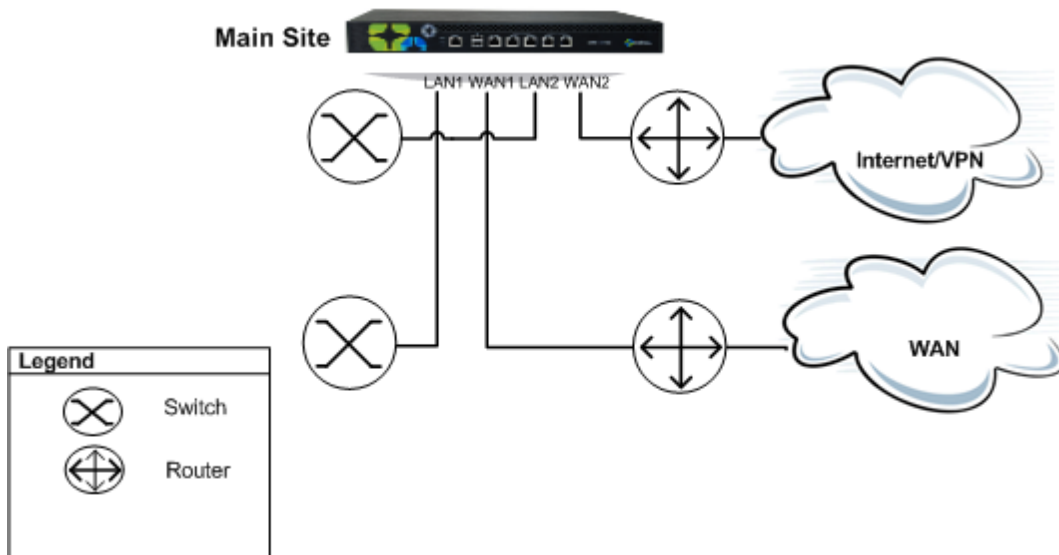 Main Site
LAN1 WAN1 LAN2 WAN2
Internet/VPN
WAN
Legend
Switch
Router